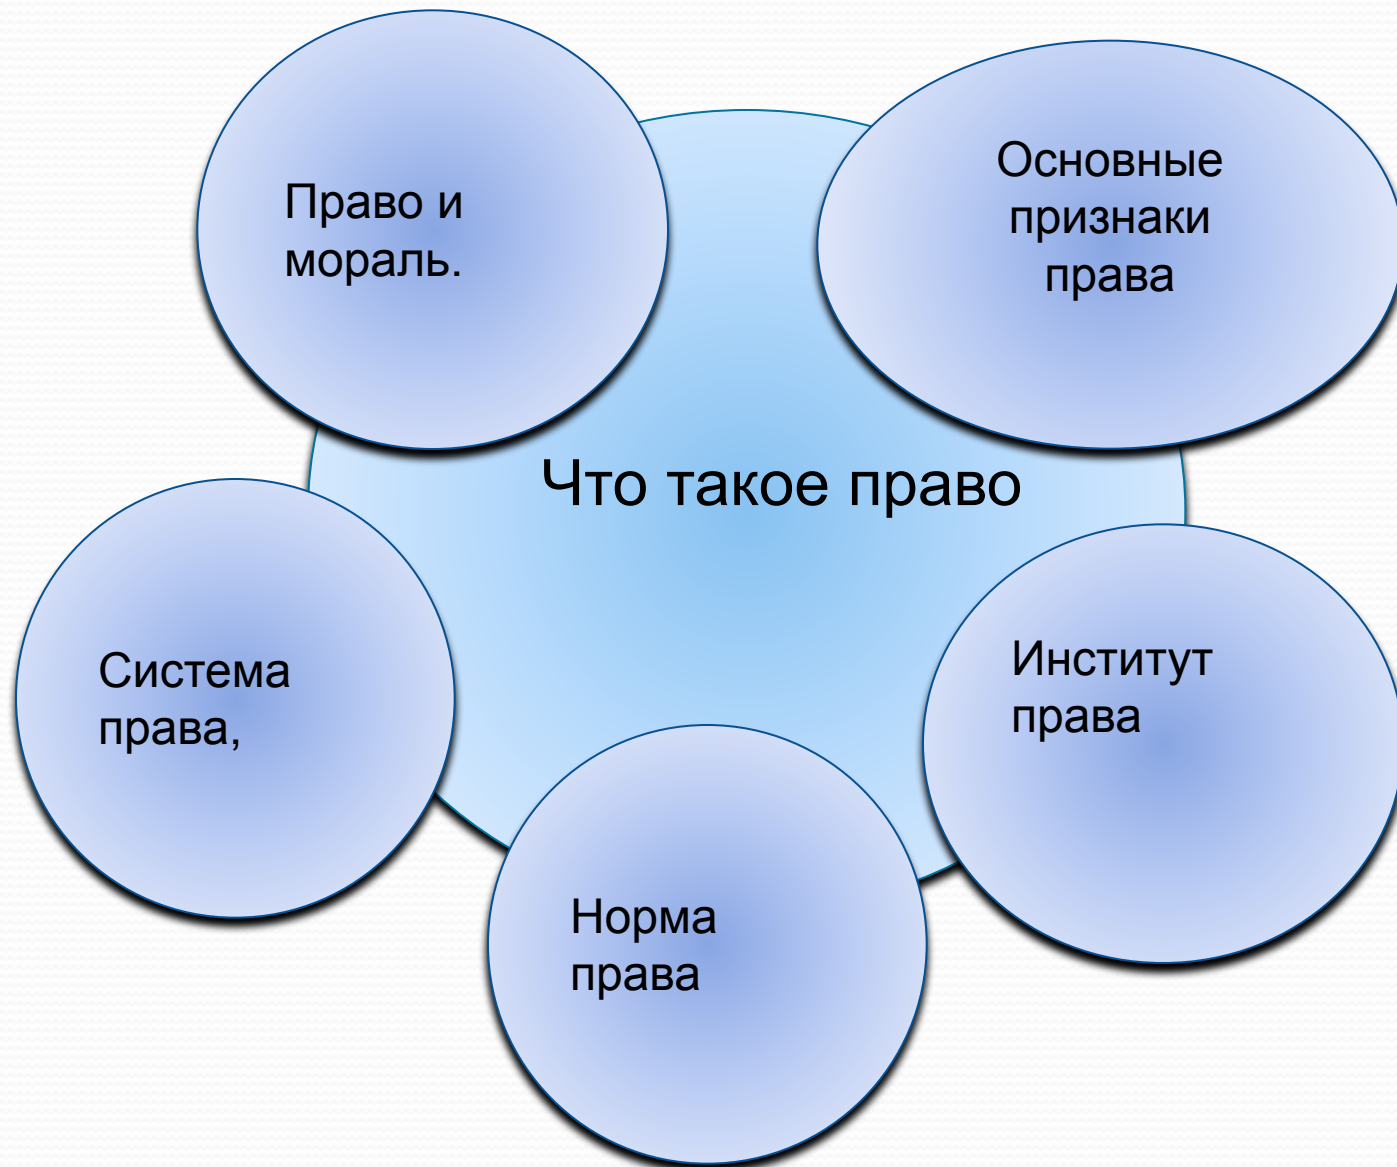 Право и
мораль.
Основные
признаки
права
Что такое право
Система
права,
Институт
права
Норма
права